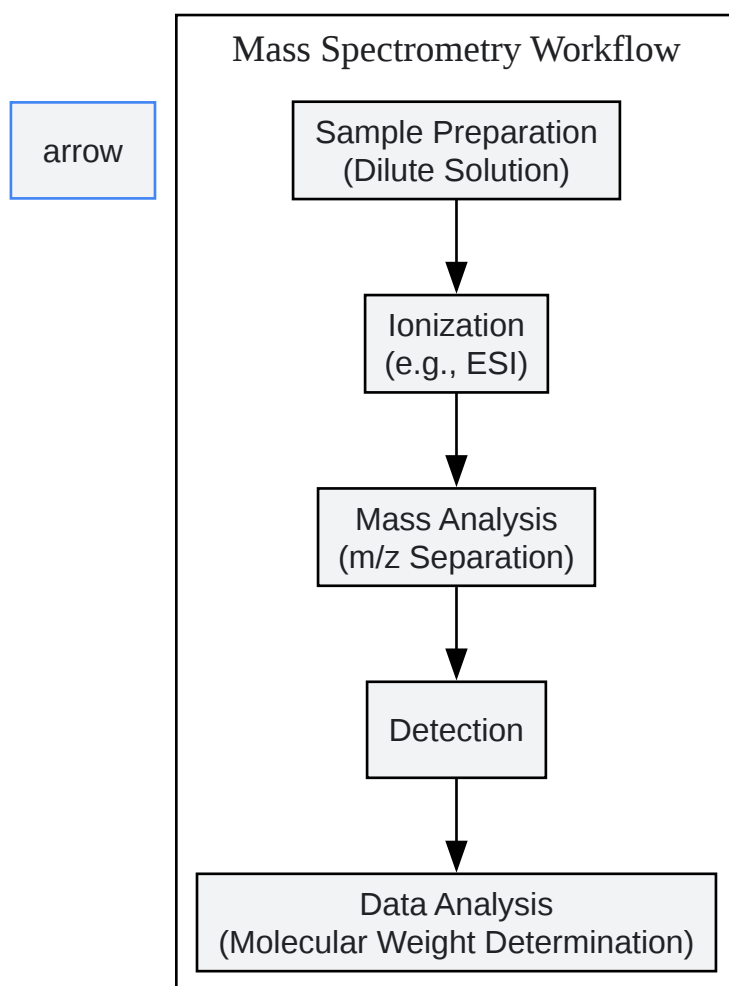 Mass Spectrometry Workflow
arrow
Sample Preparation
(Dilute Solution)
Ionization
(e.g., ESI)
Mass Analysis
(m/z Separation)
Detection
Data Analysis
(Molecular Weight Determination)